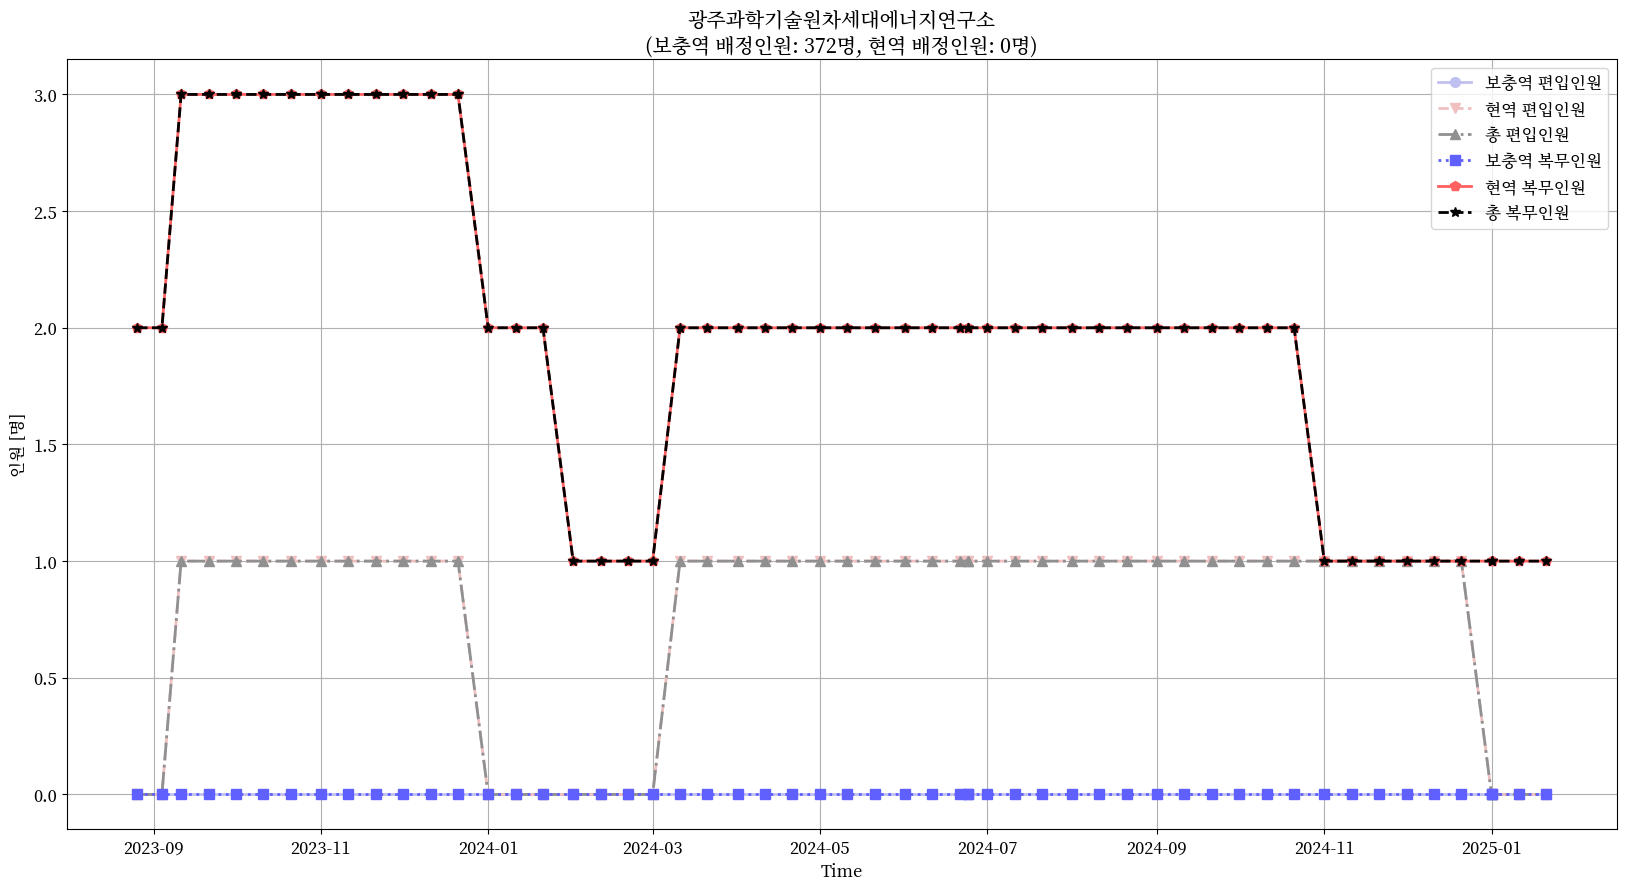 광주과학기술원차세대에너지연구소
(보충역 배정인원: 372명, 현역 배정인원: 0명)
보충역 편입인원
현역 편입인원
총 편입인원
보충역 복무인원
현역 복무인원
총 복무인원
인원 [명]
3.0
2.5
2.0
1.5
1.0
0.5
0.0
2023-09 2023-11 2024-01 2024-03 2024-05 2024-07 2024-09 2024-11 2025-01
Time